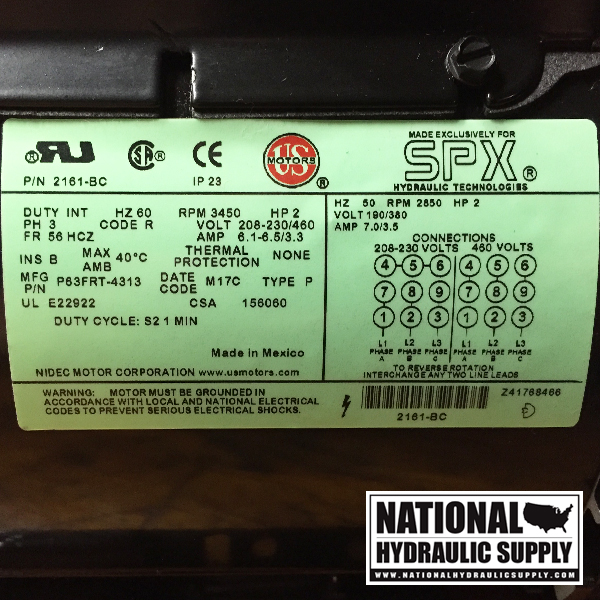 RU ®
SA ®
CE
US
MOTORS ®
MADE EXCLUSIVELY FOR
SPX ®
HYDRAULIC TECHNOLOGIES
P/N 2161-BC
IP 23
DUTY INT HZ 60 RPM 3450 HP 2
PH 3 CODE R VOLT 208-230/460
FR 56 HCZ AMP 6.1-6.5/3.3
INS B MAX AMB 40°C THERMAL PROTECTION NONE
MFG P/N P63FRT-4313 DATE CODE M17C TYPE P
UL E22922 CSA 156060
DUTY CYCLE: S2 1 MIN
Made in Mexico
NIDEC MOTOR CORPORATION www.usmotors.com
HZ 50 RPM 2850 HP 2
VOLT 190/380
AMP 7.0/3.5
CONNECTIONS
208-230 VOLTS 460 VOLTS
4 5 6 4 5 6
7 8 9 7 8 9
1 2 3 1 2 3
L1 L2 L3 L1 L2 L3
PHASE PHASE PHASE PHASE PHASE PHASE
A B C A B C
TO REVERSE ROTATION
INTERCHANGE ANY TWO LINE LEADS
WARNING: MOTOR MUST BE GROUNDED IN
ACCORDANCE WITH LOCAL AND NATIONAL ELECTRICAL
CODES TO PREVENT SERIOUS ELECTRICAL SHOCKS.
Z41768466
2161-BC
NATIONAL
HYDRAULIC SUPPLY
WWW.NATIONALHYDRAULICSUPPLY.COM